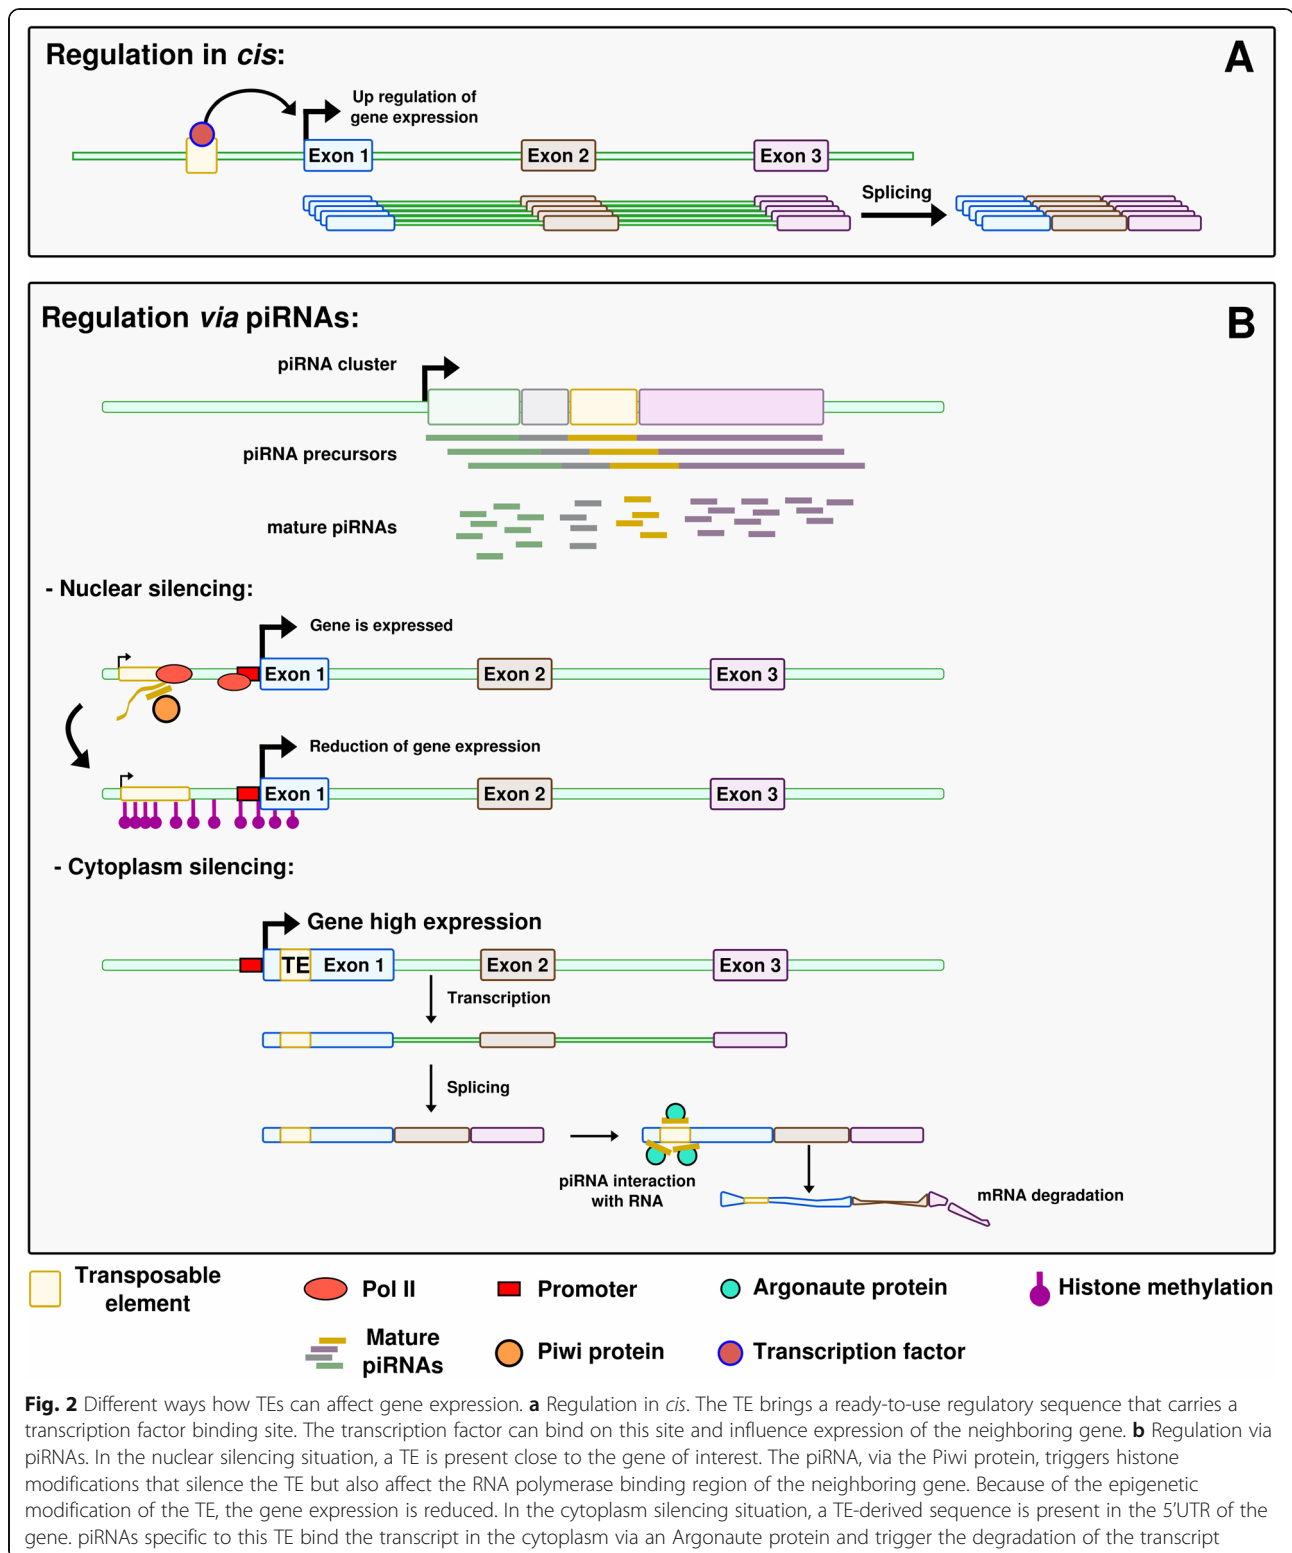 Regulation in cis:
A
Up regulation of
gene expression
Exon 1
Exon 2
Exon 3
Splicing
Regulation via piRNAs:
B
piRNA cluster
piRNA precursors
mature piRNAs
- Nuclear silencing:
Gene is expressed
Exon 1
Exon 2
Exon 3
Reduction of gene expression
Exon 1
Exon 2
Exon 3
- Cytoplasm silencing:
Gene high expression
TE
Exon 1
Exon 2
Exon 3
Transcription
Splicing
piRNA interaction
with RNA
mRNA degradation
Transposable
element
Pol II
Promoter
Argonaute protein
Histone methylation
Mature
piRNAs
Piwi protein
Transcription factor
Fig. 2 Different ways how TEs can affect gene expression. a Regulation in cis. The TE brings a ready-to-use regulatory sequence that carries a
transcription factor binding site. The transcription factor can bind on this site and influence expression of the neighboring gene. b Regulation via
piRNAs. In the nuclear silencing situation, a TE is present close to the gene of interest. The piRNA, via the Piwi protein, triggers histone
modifications that silence the TE but also affect the RNA polymerase binding region of the neighboring gene. Because of the epigenetic
modification of the TE, the gene expression is reduced. In the cytoplasm silencing situation, a TE-derived sequence is present in the 5'UTR of the
gene. piRNAs specific to this TE bind the transcript in the cytoplasm via an Argonaute protein and trigger the degradation of the transcript